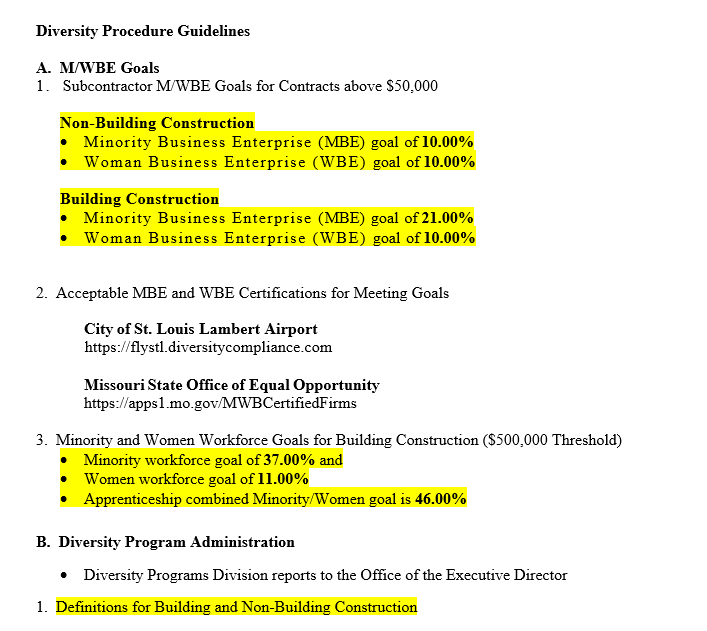 Diversity Procedure Guidelines
A. M/WBE Goals
1. Subcontractor M/WBE Goals for Contracts above $50,000
Non-Building Construction
• Minority Business Enterprise (MBE) goal of 10.00%
• Woman Business Enterprise (WBE) goal of 10.00%
Building Construction
• Minority Business Enterprise (MBE) goal of 21.00%
• Woman Business Enterprise (WBE) goal of 10.00%
2. Acceptable MBE and WBE Certifications for Meeting Goals
City of St. Louis Lambert Airport
https://flystl.diversitycompliance.com
Missouri State Office of Equal Opportunity
https://apps1.mo.gov/MWBCertifiedFirms
3. Minority and Women Workforce Goals for Building Construction ($500,000 Threshold)
• Minority workforce goal of 37.00% and
• Women workforce goal of 11.00%
• Apprenticeship combined Minority/Women goal is 46.00%
B. Diversity Program Administration
• Diversity Programs Division reports to the Office of the Executive Director
1. Definitions for Building and Non-Building Construction